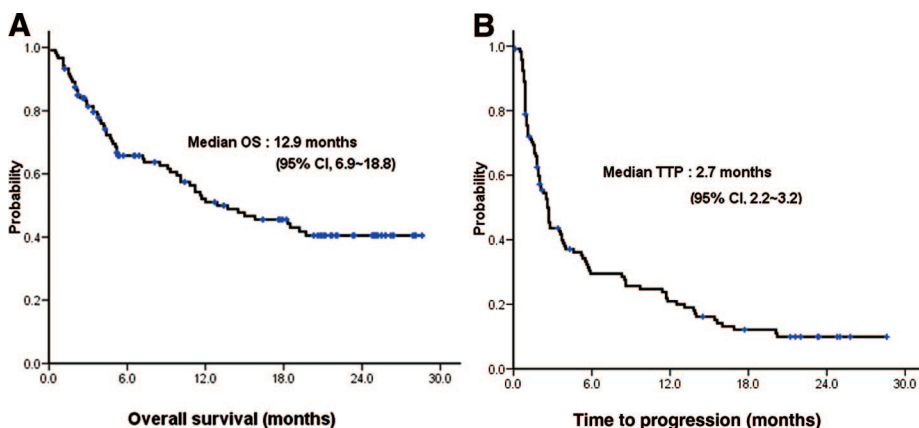 A
1.0
0.8
0.6
0.4
0.2
0.0
Probability
Median OS : 12.9 months
(95% CI, 6.9~18.8)
0.0 6.0 12.0 18.0 24.0 30.0
Overall survival (months)
B
1.0
0.8
0.6
0.4
0.2
0.0
Probability
Median TTP : 2.7 months
(95% CI, 2.2~3.2)
0.0 6.0 12.0 18.0 24.0 30.0
Time to progression (months)